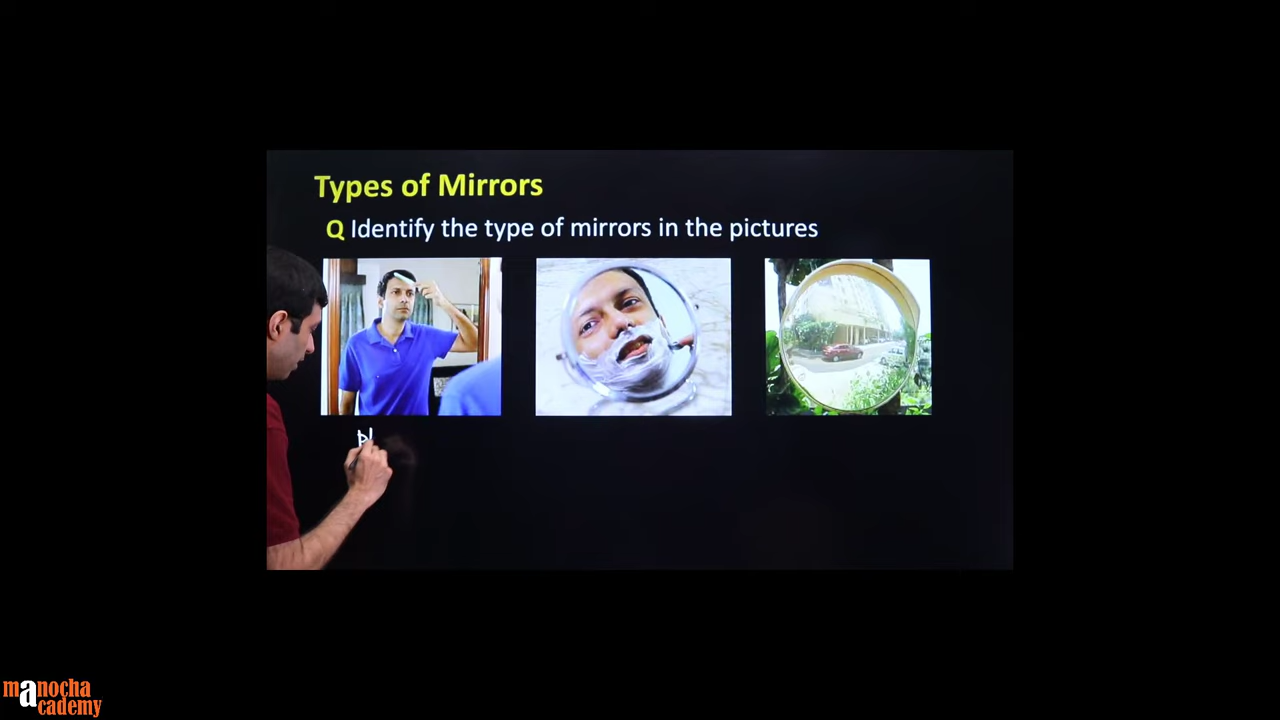 Types of Mirrors
Q Identify the type of mirrors in the pictures
Pl
manocha
academy